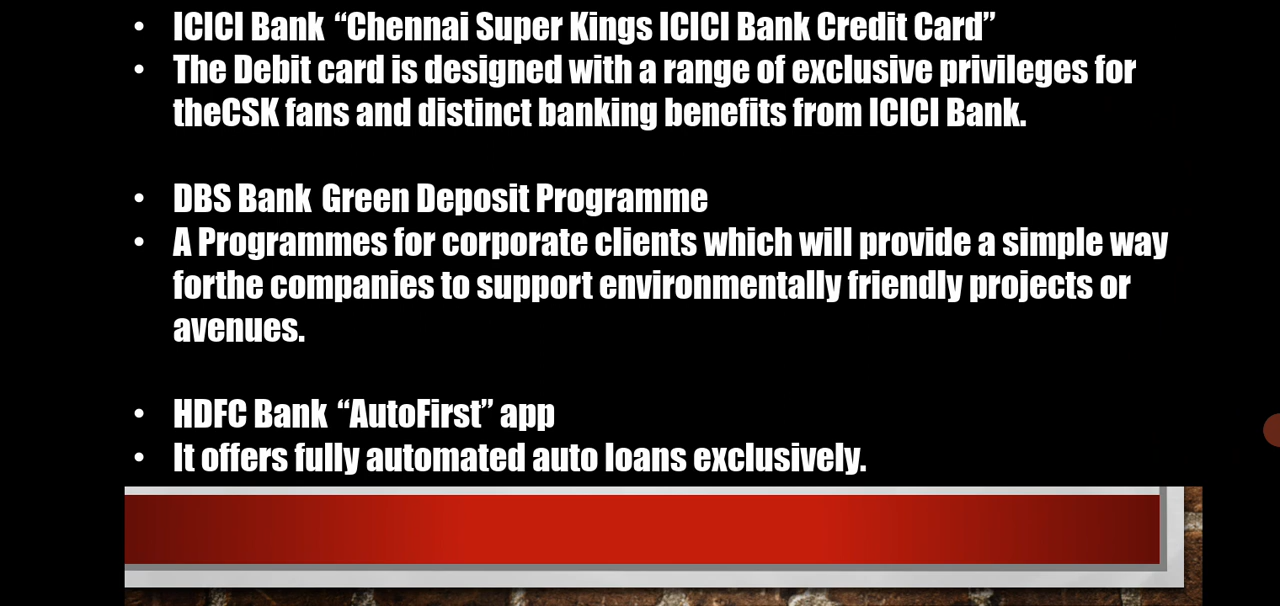 • ICICI Bank “Chennai Super Kings ICICI Bank Credit Card”
• The Debit card is designed with a range of exclusive privileges for
theCSK fans and distinct banking benefits from ICICI Bank.
• DBS Bank Green Deposit Programme
• A Programmes for corporate clients which will provide a simple way
forthe companies to support environmentally friendly projects or
avenues.
• HDFC Bank “AutoFirst” app
• It offers fully automated auto loans exclusively.